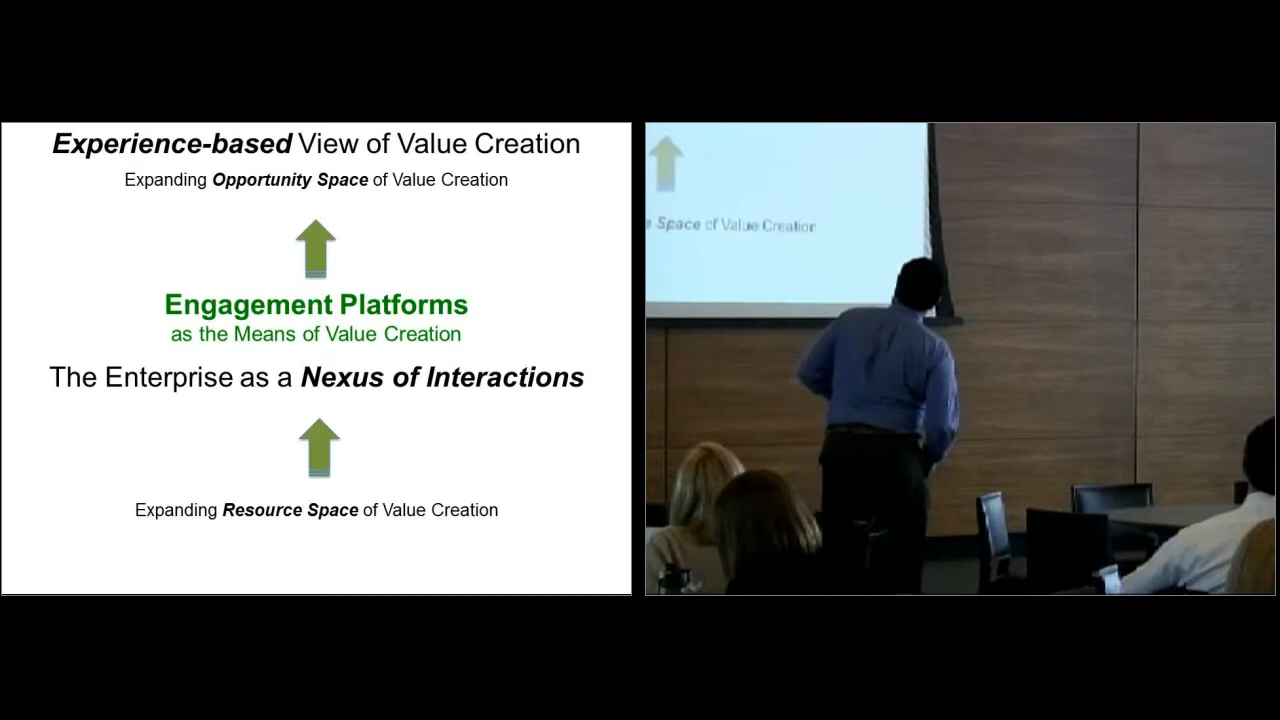 Experience-based View of Value Creation
Expanding Opportunity Space of Value Creation
Engagement Platforms
as the Means of Value Creation
The Enterprise as a Nexus of Interactions
Expanding Resource Space of Value Creation
Space of Value Creation